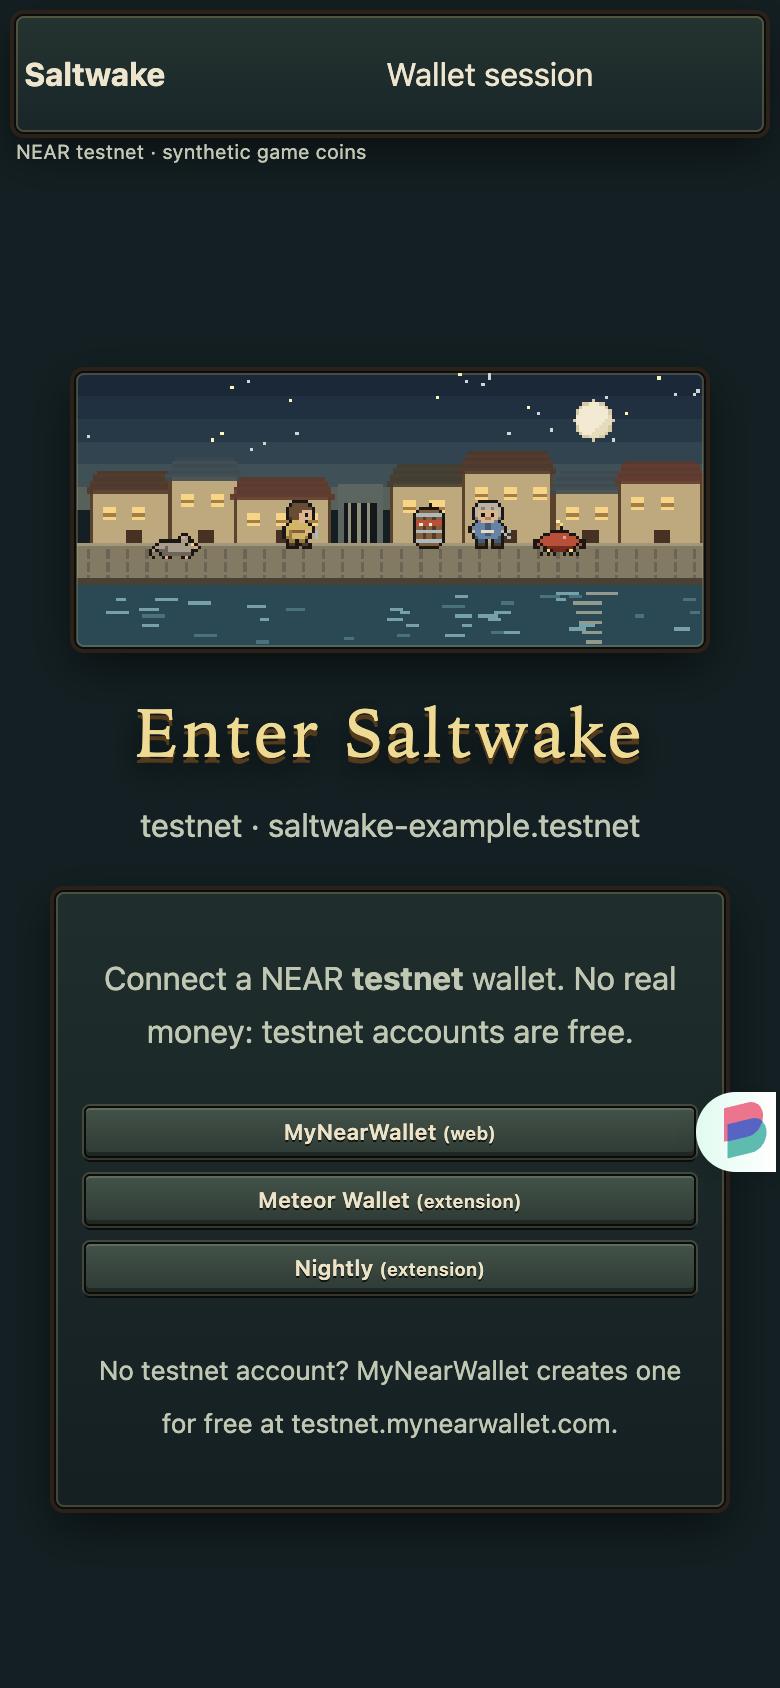 Saltwake
Wallet session
NEAR testnet · synthetic game coins
Enter Saltwake
testnet · saltwake-example.testnet
Connect a NEAR testnet wallet. No real
money: testnet accounts are free.
MyNearWallet (web)
Meteor Wallet (extension)
Nightly (extension)
No testnet account? MyNearWallet creates one
for free at testnet.mynearwallet.com.